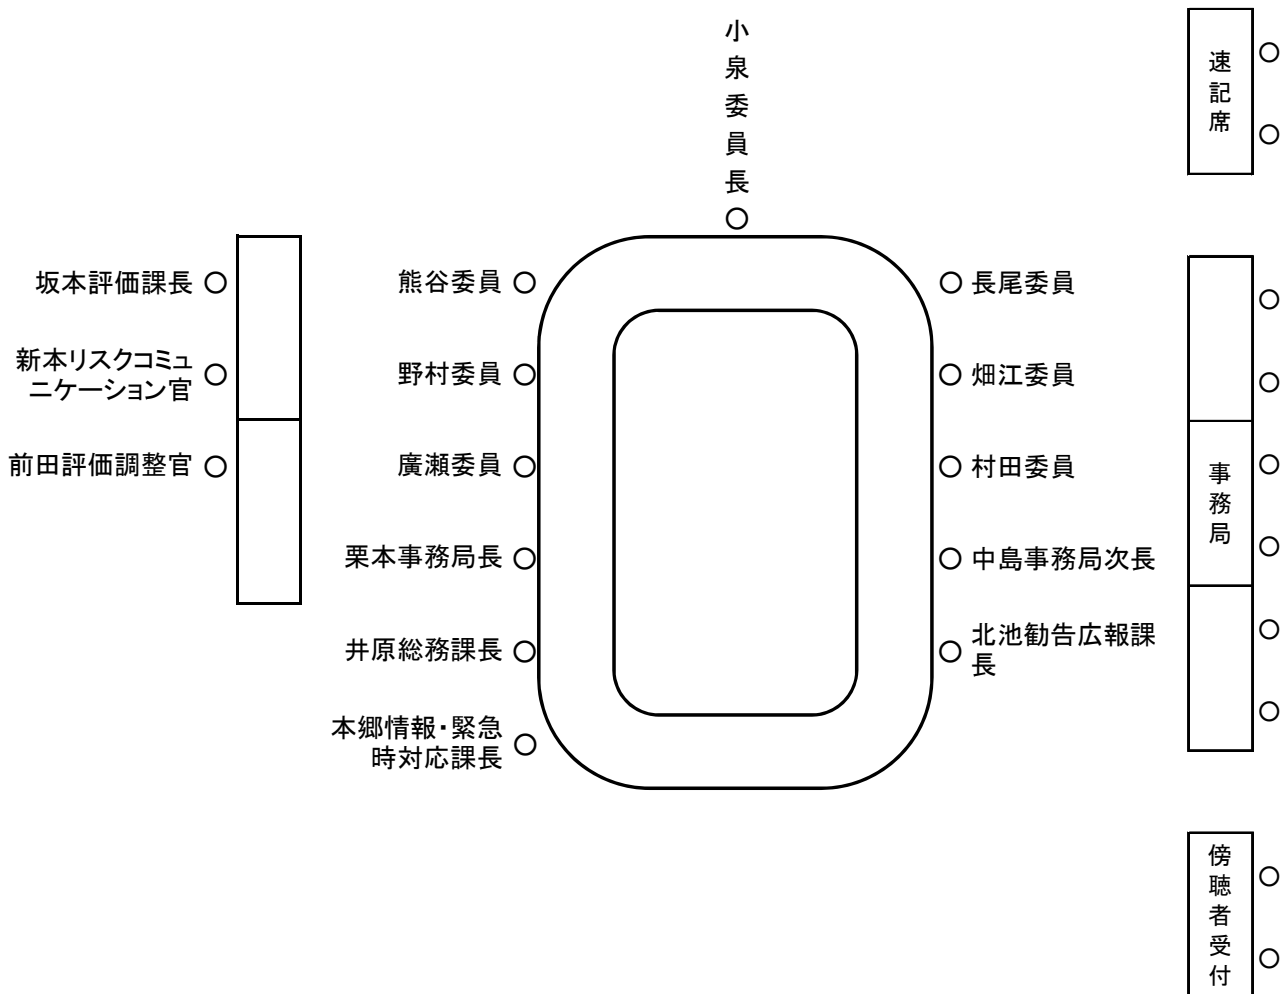 小泉委員長
速記席
坂本評価課長
熊谷委員
長尾委員
新本リスクコミュ
ニケーション官
野村委員
畑江委員
前田評価調整官
廣瀬委員
村田委員
事務局
栗本事務局長
中島事務局次長
井原総務課長
北池勧告広報課
長
本郷情報・緊急
時対応課長
傍聴者受付